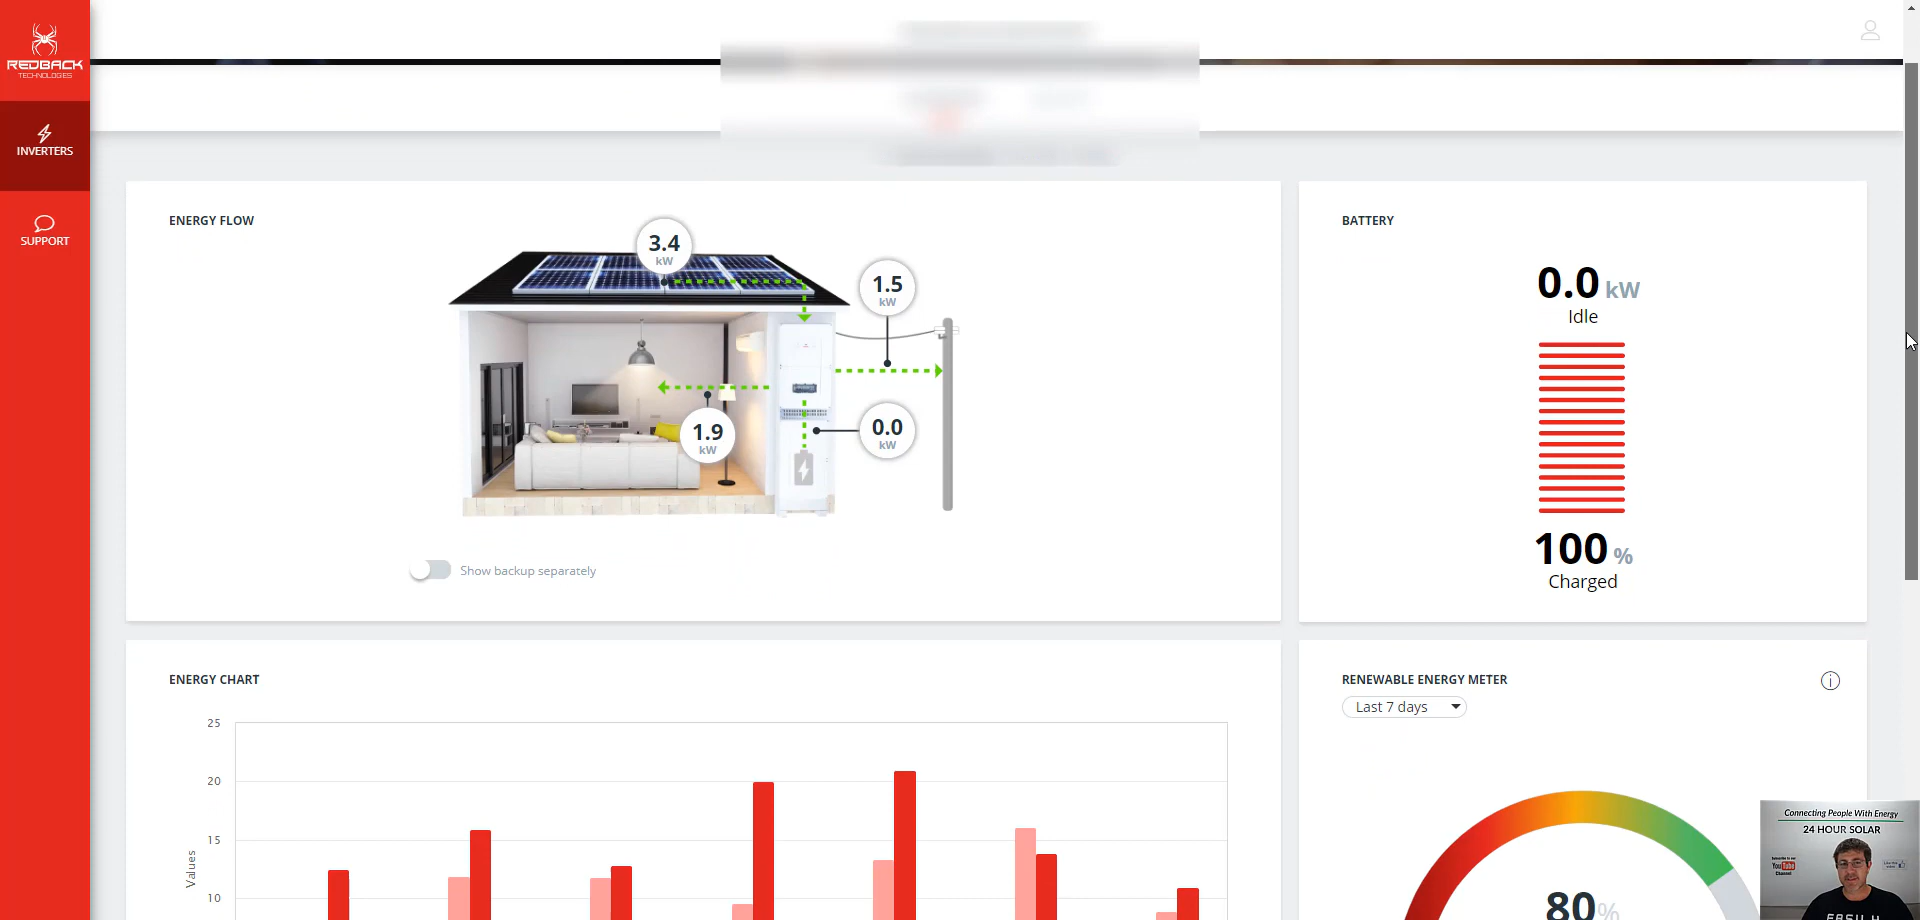 REDBACK
TECHNOLOGIES
INVERTERS
SUPPORT
ENERGY FLOW
3.4
kW
1.5
kW
1.9
kW
0.0
kW
Show backup separately
BATTERY
0.0 kW
Idle
100 %
Charged
ENERGY CHART
25
20
15
10
Values
RENEWABLE ENERGY METER
Last 7 days
80%
Connecting People With Energy
24 HOUR SOLAR
YouTube
Channel